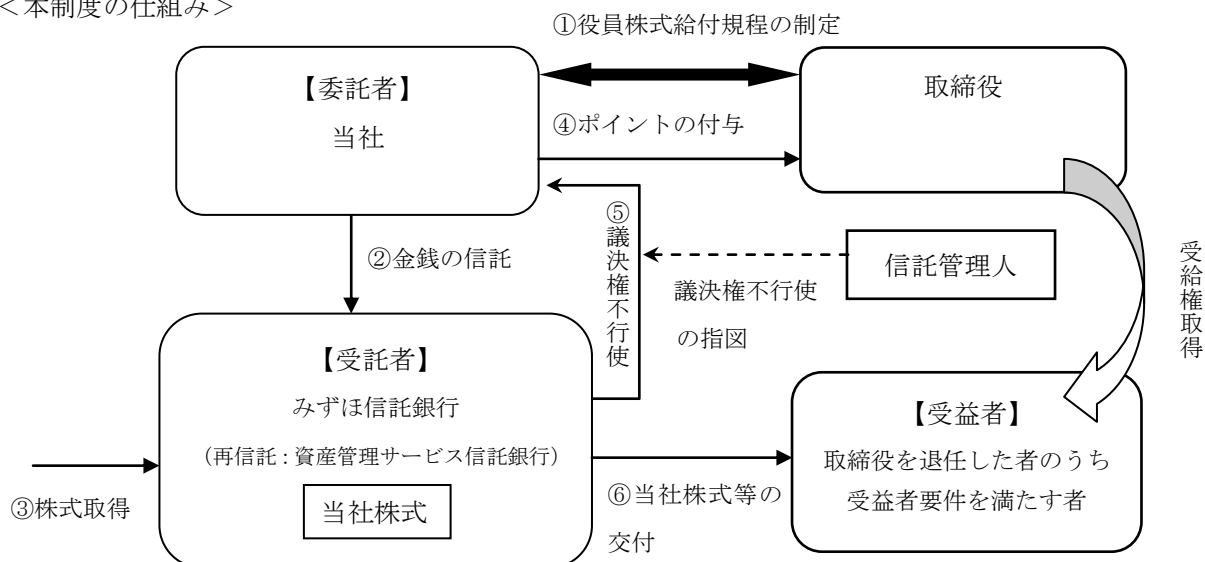 ＜本制度の仕組み＞
①役員株式給付規程の制定
【委託者】
当社
取締役
④ポイントの付与
②金銭の信託
⑤議決権不行使
議決権不行使
の指図
信託管理人
受給権取得
【受託者】
みずほ信託銀行
（再信託：資産管理サービス信託銀行）
当社株式
③株式取得
⑥当社株式等の
交付
【受益者】
取締役を退任した者のうち
受益者要件を満たす者